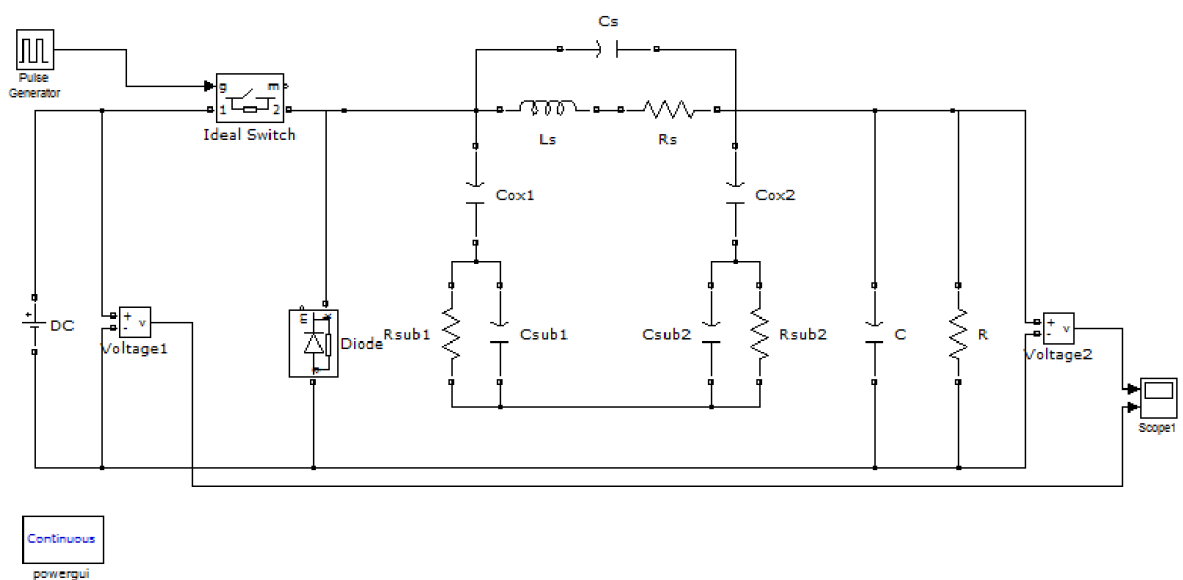 Cs
Pulse
Generator
g
m
1
2
Ideal Switch
Ls
Rs
Cox1
Cox2
+
DC
+
-
v
Voltage1
m
k
a
Diode
Rsub1
Csub1
Csub2
Rsub2
C
R
+
-
v
Voltage2
Scope1
Continuous
powergui